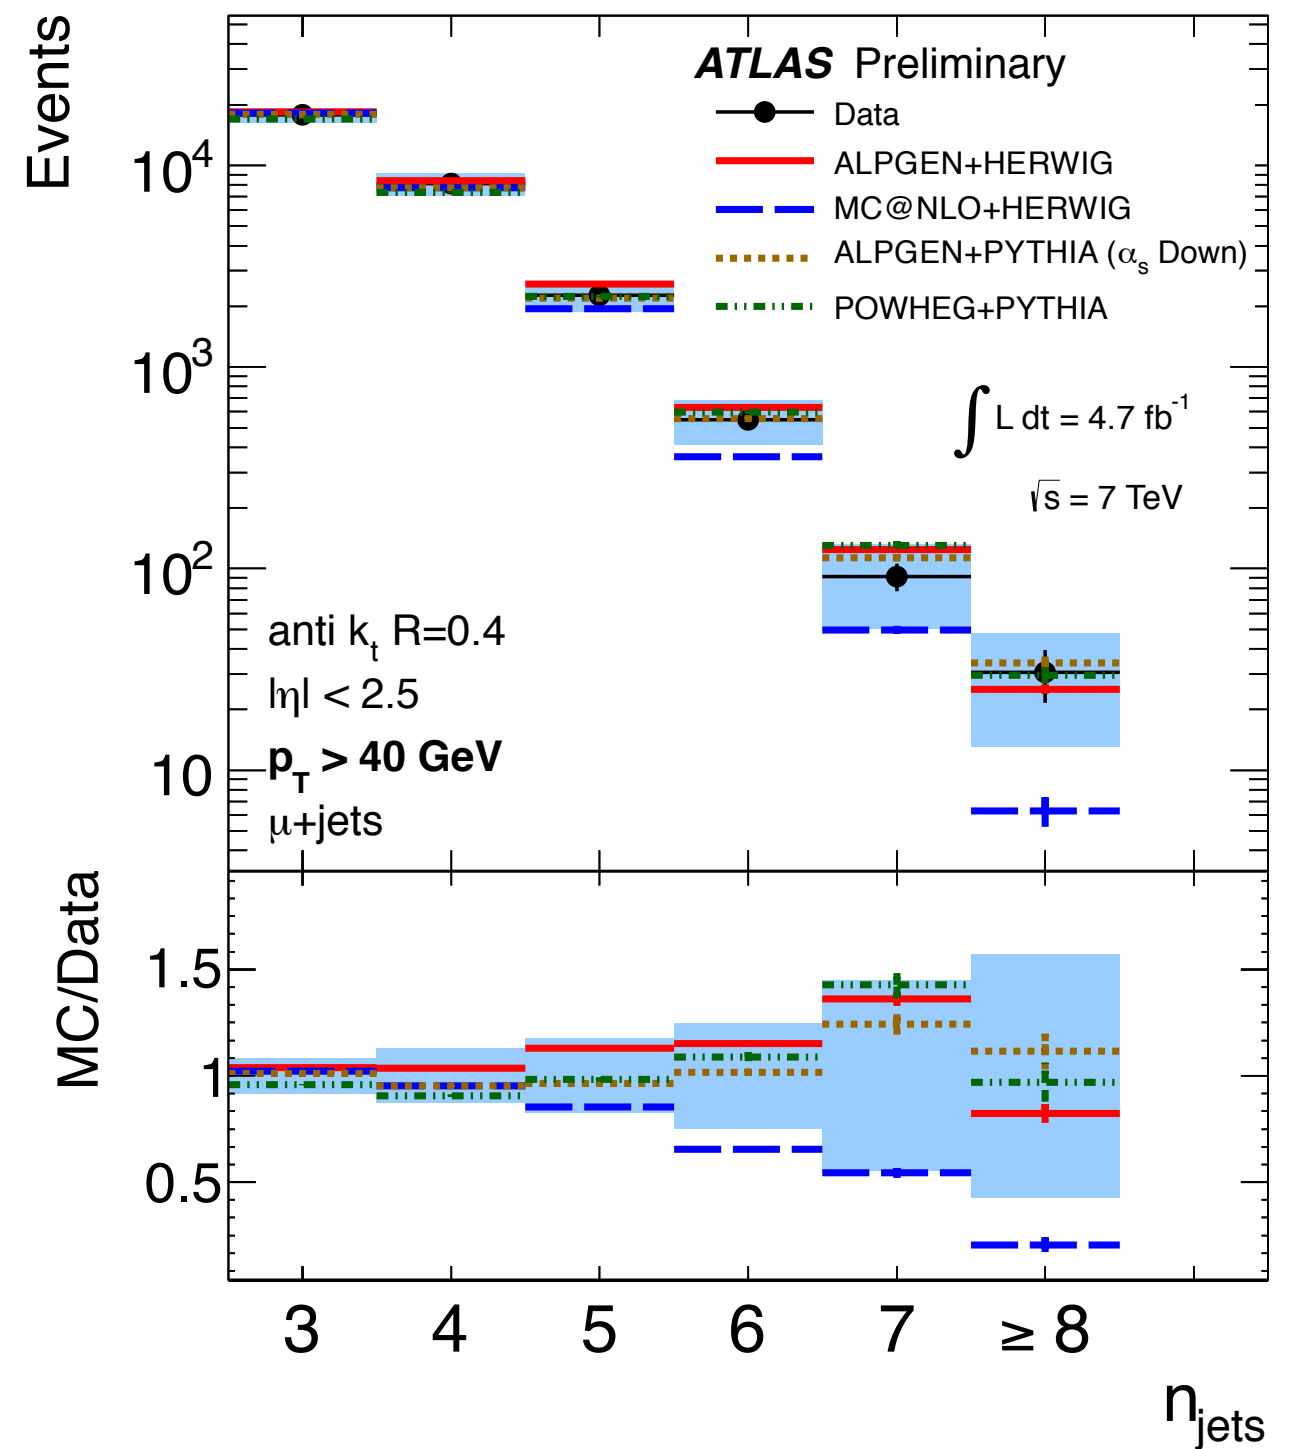 Events
ATLAS Preliminary
Data
ALPGEN+HERWIG
MC@NLO+HERWIG
ALPGEN+PYTHIA (αs Down)
POWHEG+PYTHIA
∫ L dt = 4.7 fb-1
√s = 7 TeV
10^4
10^3
10^2
10
anti kt R=0.4
|η| < 2.5
pT > 40 GeV
μ+jets
MC/Data
1.5
1
0.5
3 4 5 6 7 ≥ 8
njets